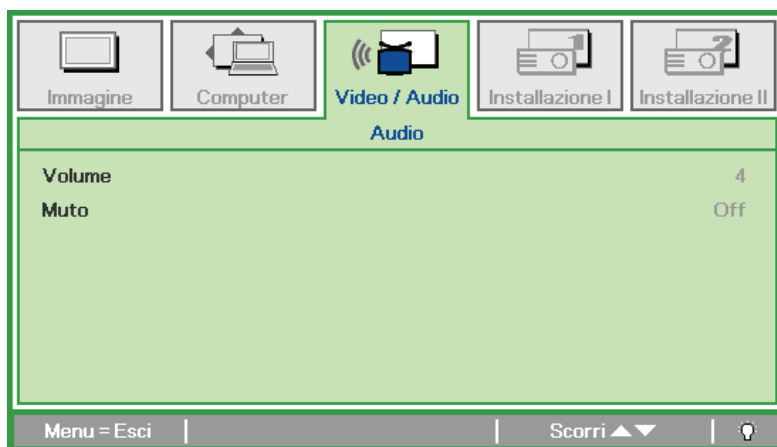 Immagine
Computer
Video / Audio
Installazione I
Installazione II
Audio
Volume 4
Muto Off
Menu = Esci Scorri ▲▼